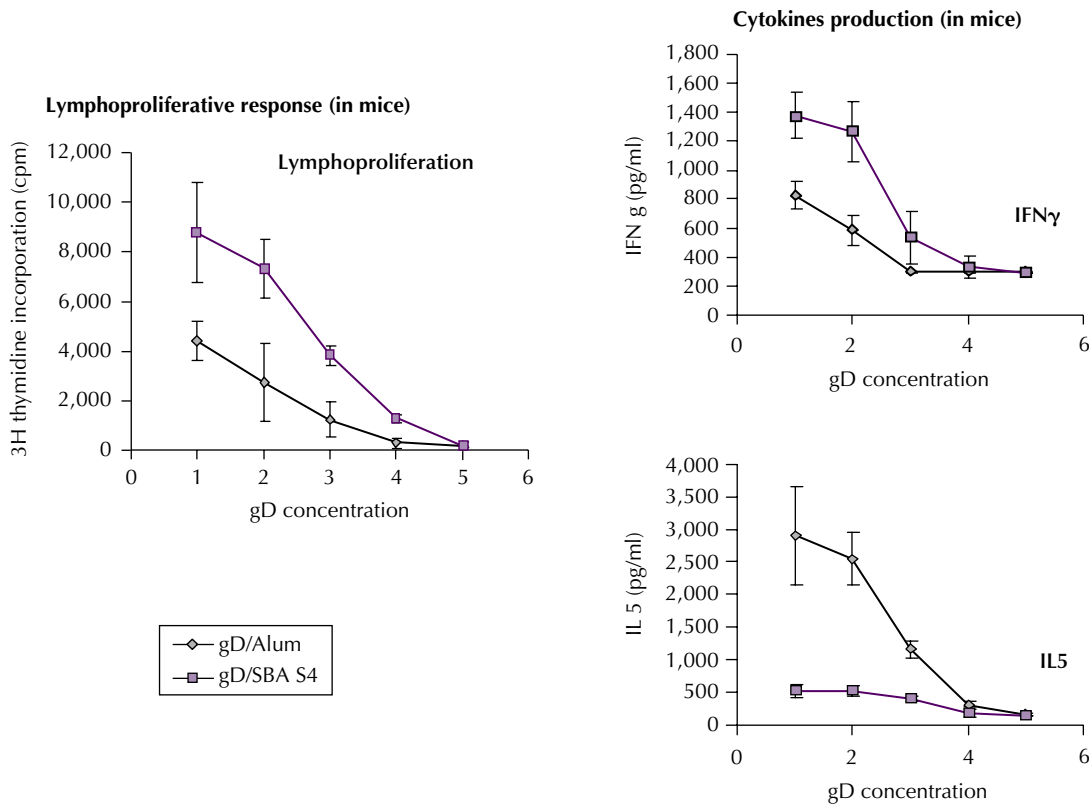 Lymphoproliferative response (in mice)
Lymphoproliferation
3H thymidine incorporation (cpm)
12,000
10,000
8,000
6,000
4,000
2,000
0
0 1 2 3 4 5 6
gD concentration
gD/Alum
gD/SBA S4
Cytokines production (in mice)
IFN g (pg/ml)
1,800
1,600
1,400
1,200
1,000
800
600
400
200
0
IFNγ
0 2 4 6
gD concentration
IL 5 (pg/ml)
4,000
3,500
3,000
2,500
2,000
1,500
1,000
500
0
IL5
0 2 4 6
gD concentration